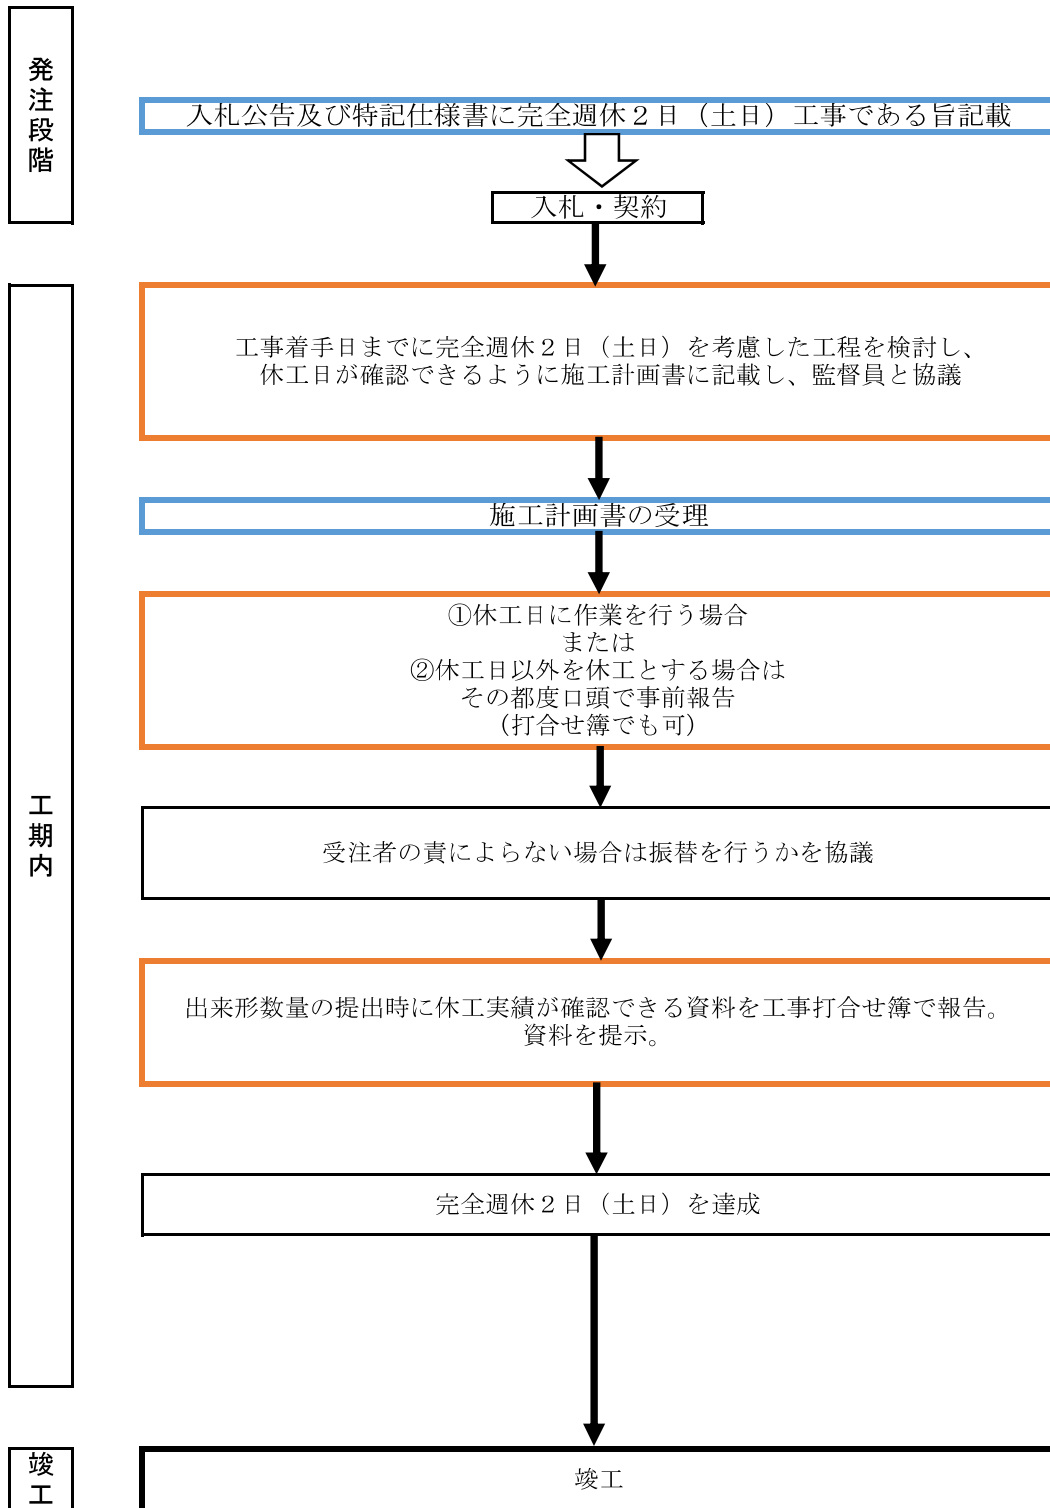 発注段階
入札公告及び特記仕様書に完全週休２日（土日）工事である旨記載
入札・契約
工期内
工事着手日までに完全週休２日（土日）を考慮した工程を検討し、
休工日が確認できるように施工計画書に記載し、監督員と協議
施工計画書の受理
①休工日に作業を行う場合
または
②休工日以外を休工とする場合は
その都度口頭で事前報告
（打合せ簿でも可）
受注者の責によらない場合は振替を行うかを協議
出来形数量の提出時に休工実績が確認できる資料を工事打合せ簿で報告。
資料を提示。
完全週休２日（土日）を達成
竣工
竣工